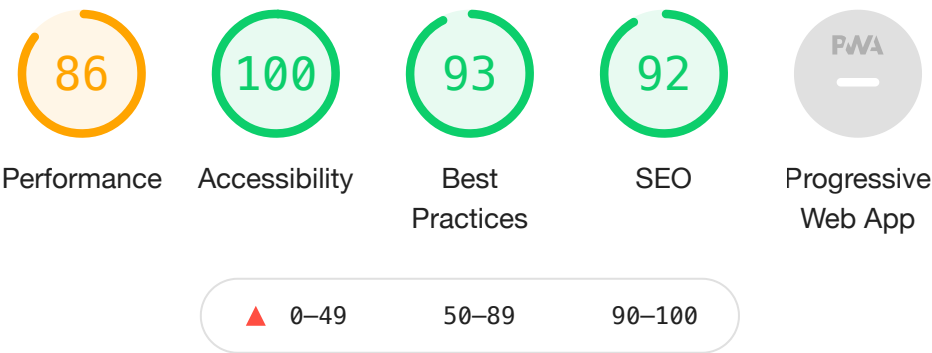 86 100 93 92 PWA
Performance Accessibility Best Practices SEO Progressive Web App
0–49 50–89 90–100